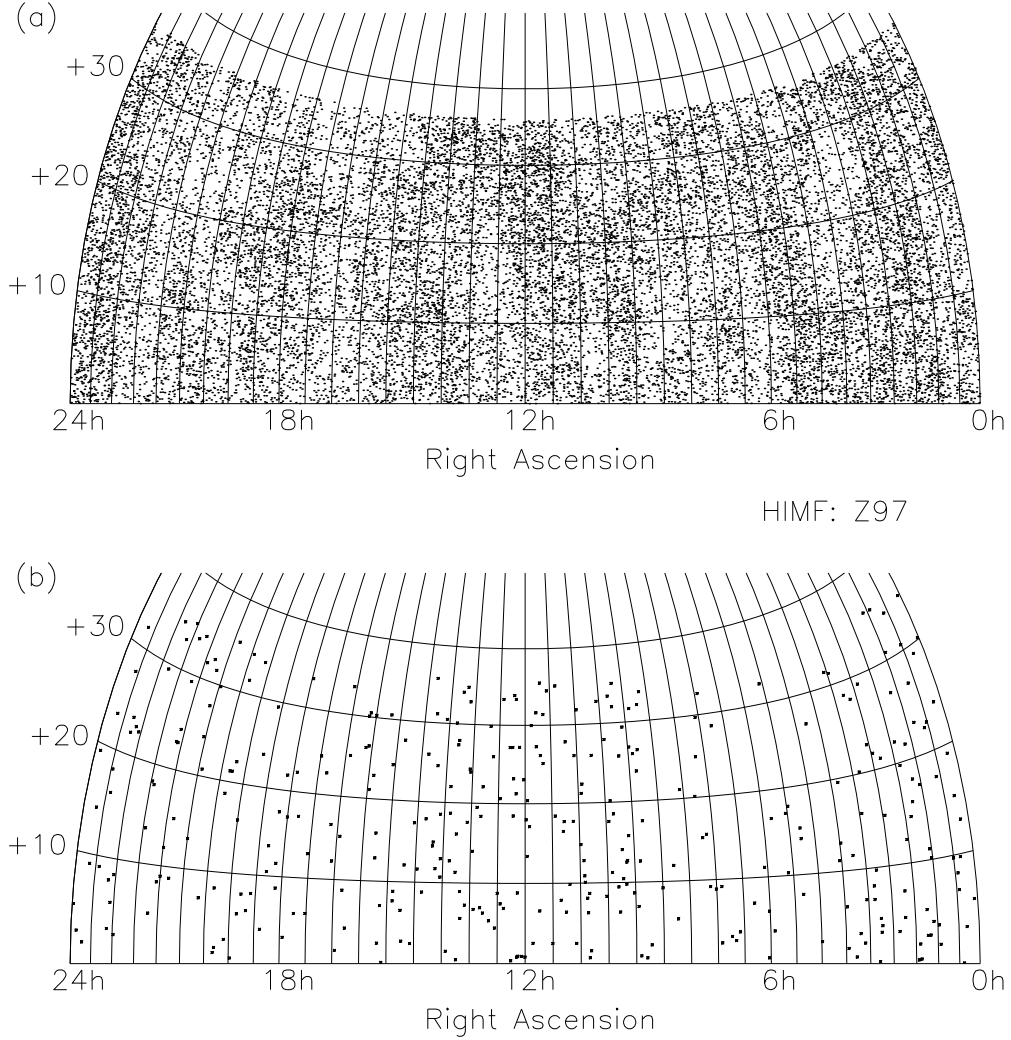 (a)
+30
+20
+10
24h 18h 12h 6h 0h
Right Ascension
HIMF: Z97
(b)
+30
+20
+10
24h 18h 12h 6h 0h
Right Ascension